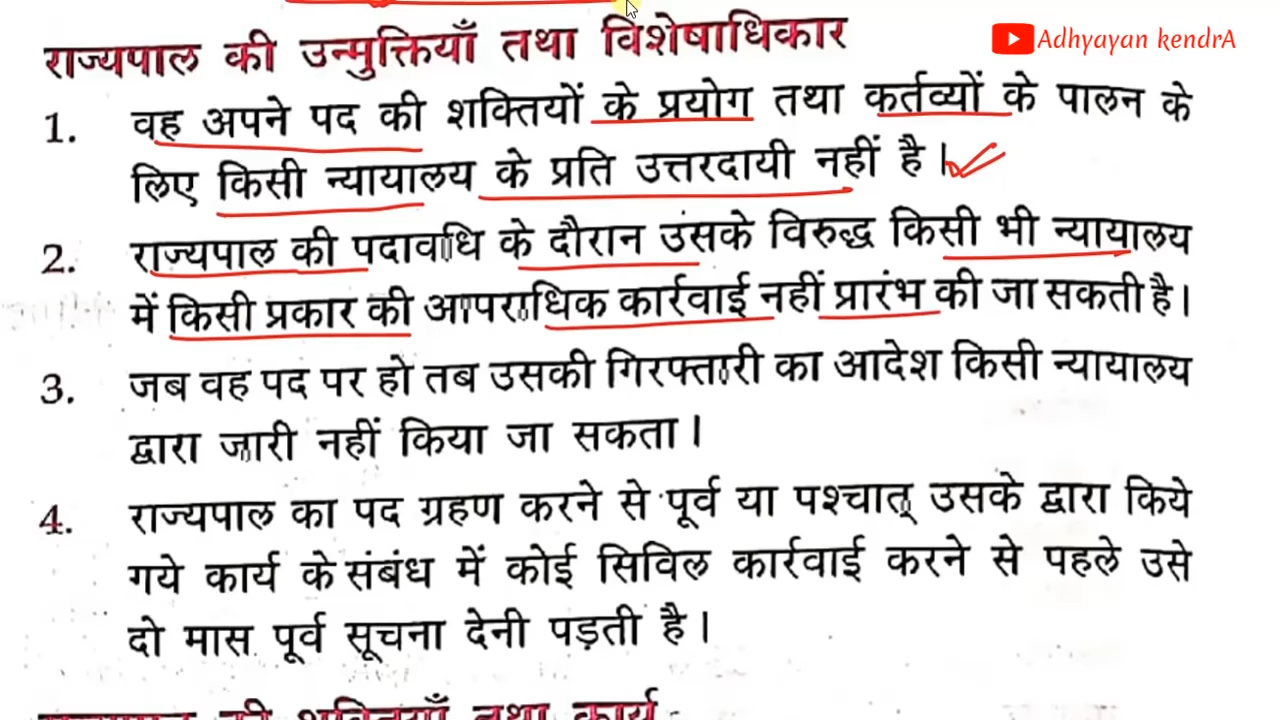 राज्यपाल की उन्मुक्तियाँ तथा विशेषाधिकार
Adhyayan kendrA
1. वह अपने पद की शक्तियों के प्रयोग तथा कर्तव्यों के पालन के
लिए किसी न्यायालय के प्रति उत्तरदायी नहीं है।
2. राज्यपाल की पदावधि के दौरान उसके विरुद्ध किसी भी न्यायालय
में किसी प्रकार की आपराधिक कार्रवाई नहीं प्रारंभ की जा सकती है।
3. जब वह पद पर हो तब उसकी गिरफ्तारी का आदेश किसी न्यायालय
द्वारा जारी नहीं किया जा सकता।
4. राज्यपाल का पद ग्रहण करने से पूर्व या पश्चात् उसके द्वारा किये
गये कार्य के संबंध में कोई सिविल कार्रवाई करने से पहले उसे
दो मास पूर्व सूचना देनी पड़ती है।
राज्यपाल की शक्तियाँ तथा कार्य